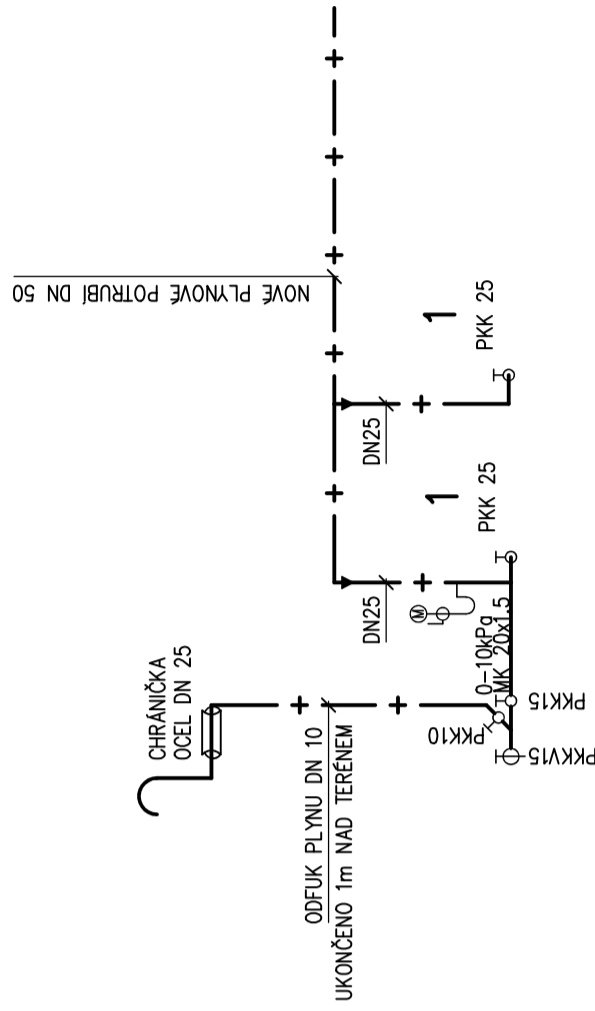 NOVÉ PLYNOVÉ POTRUBÍ DN 50
1
PKK 25
DN25
1
PKK 25
DN25
M
0-10kPa
MK 20x1.5
CHRÁNIČKA
OCEL DN 25
ODFUK PLYNU DN 10
UKONČENO 1m NAD TERÉNEM
PKK10
PKK15
PKKV15